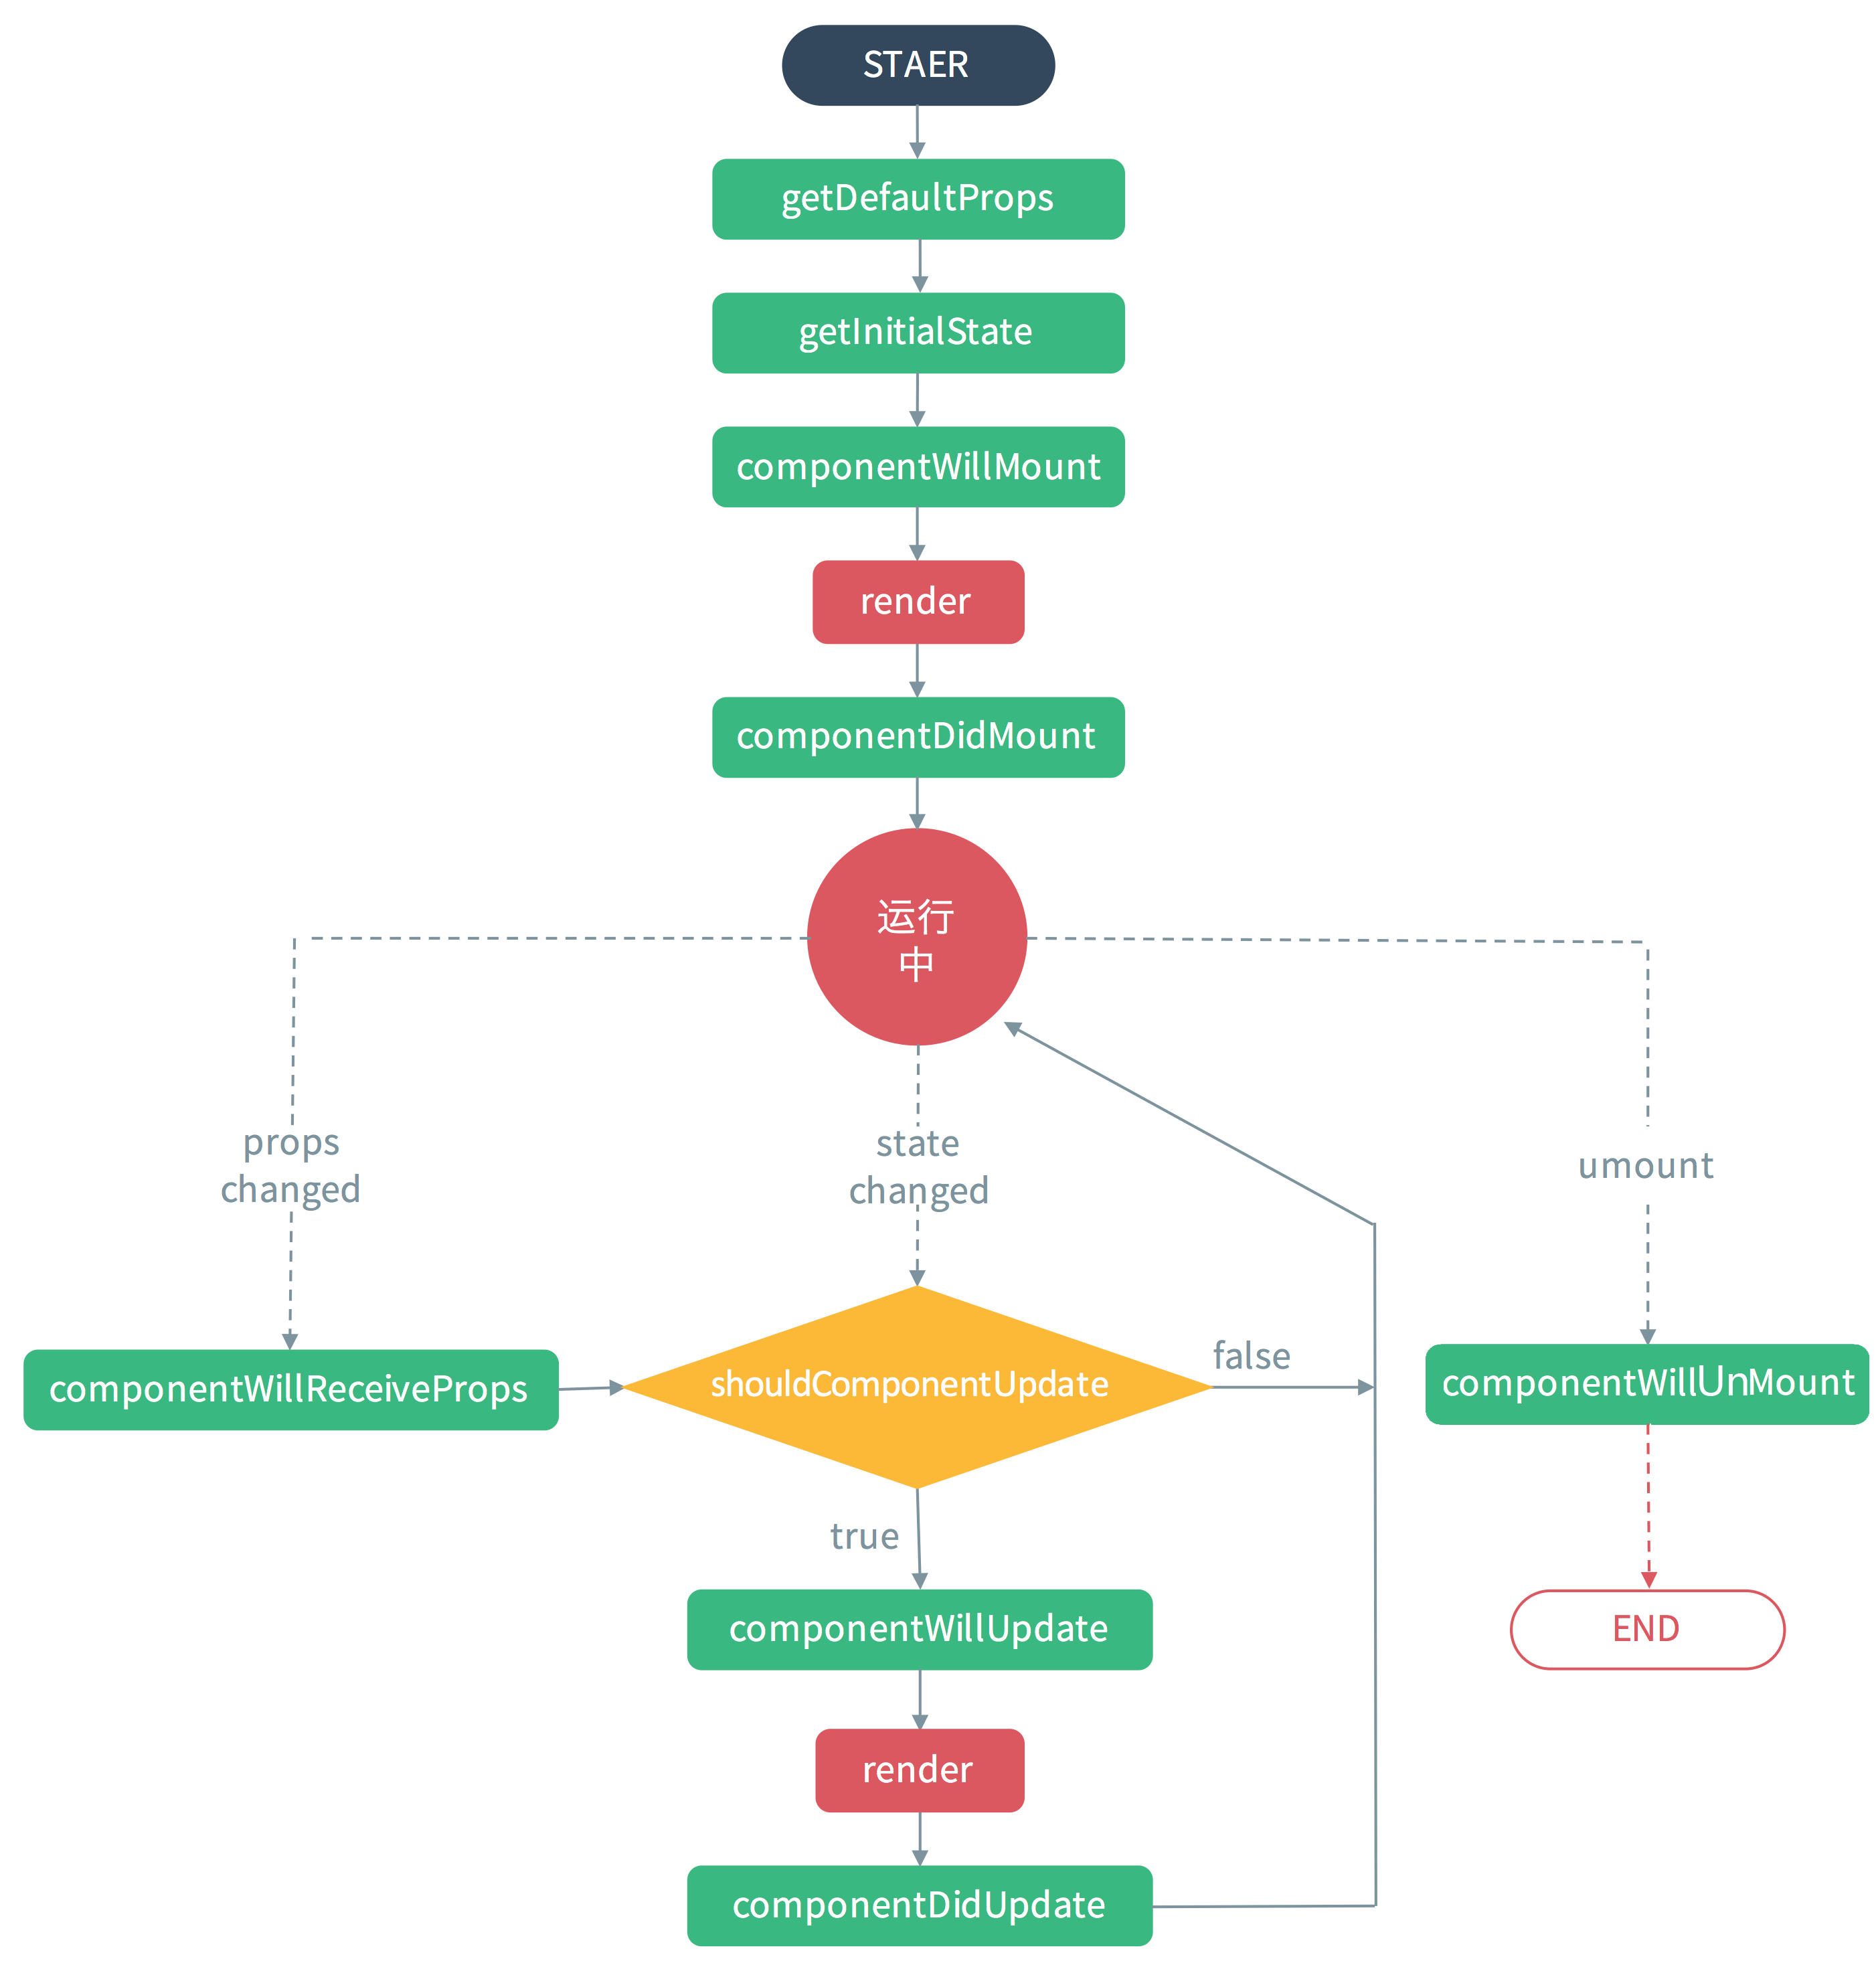 STAER
getDefaultProps
getInitialState
componentWillMount
render
componentDidMount
运行
中
props
changed
state
changed
umount
componentWillReceiveProps
shouldComponentUpdate
false
componentWillUnMount
true
componentWillUpdate
END
render
componentDidUpdate